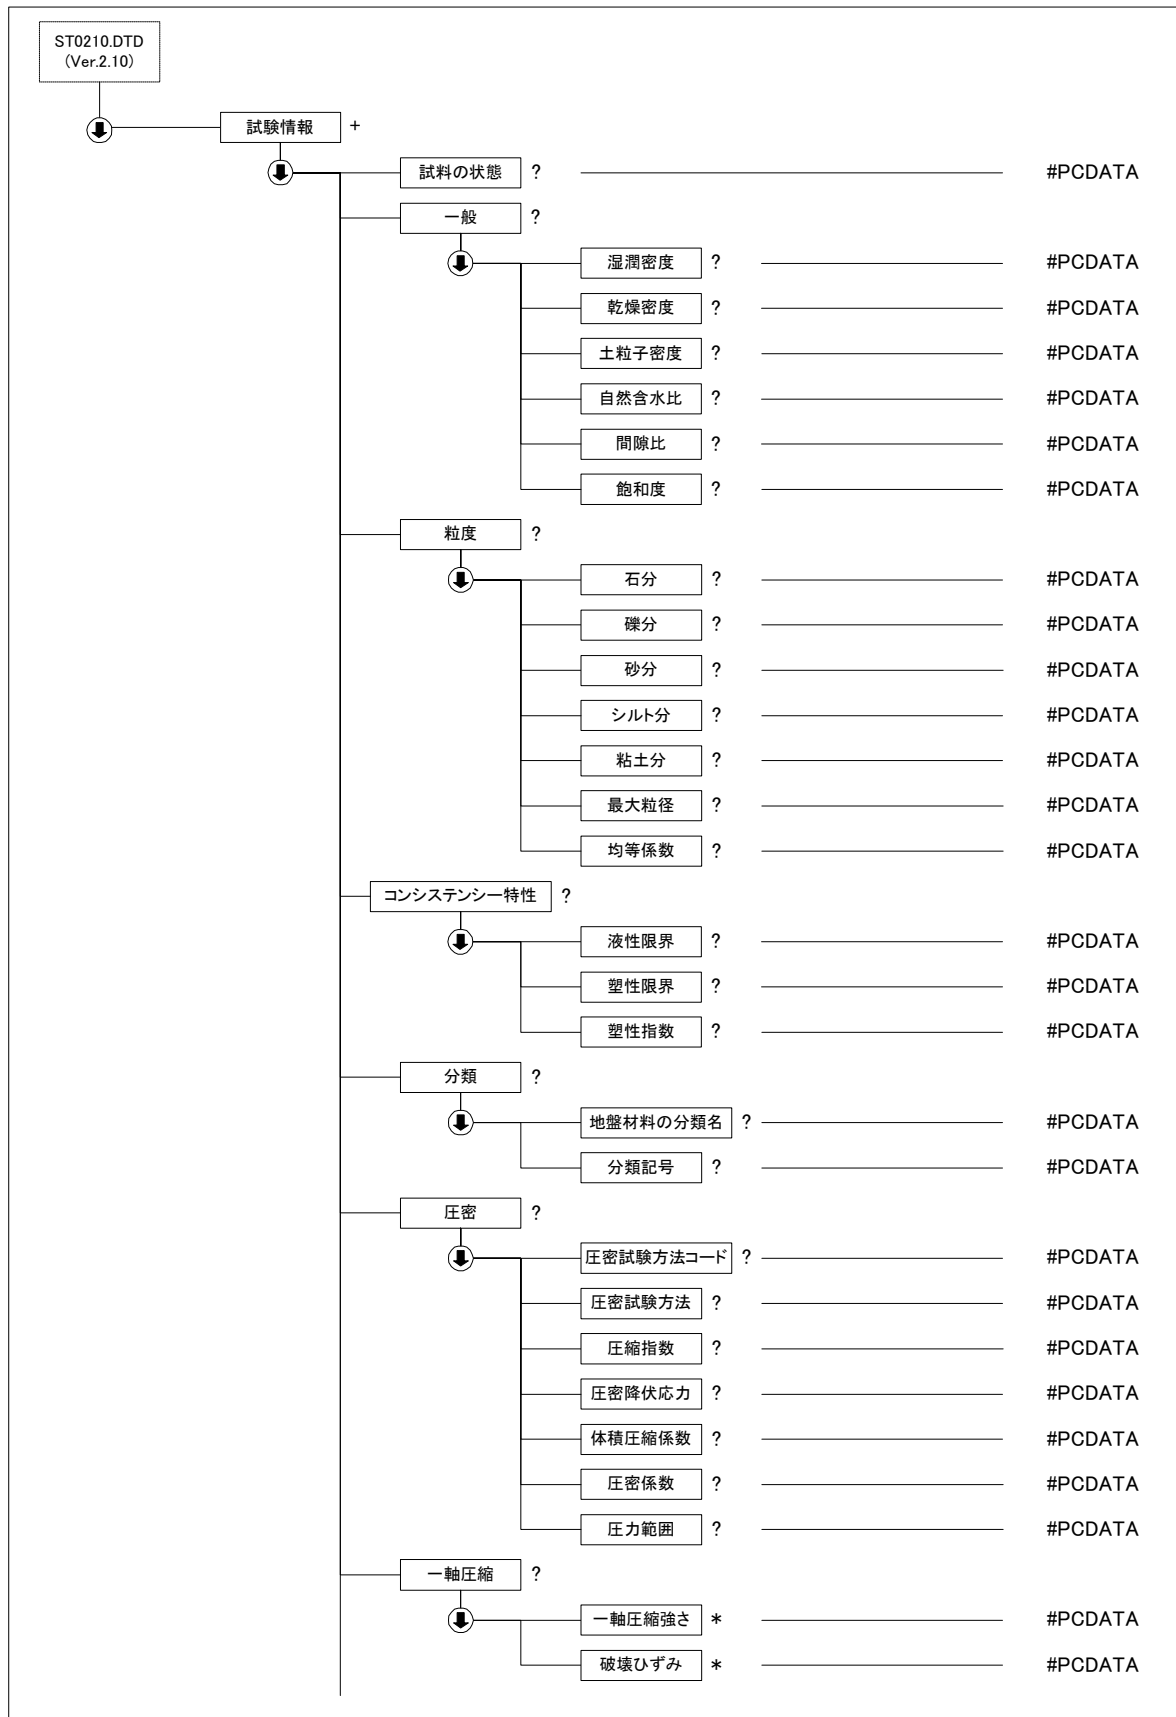 ST0210.DTD
(Ver.2.10)
試験情報 +
試料の状態 ? #PCDATA
一般 ?
湿潤密度 ? #PCDATA
乾燥密度 ? #PCDATA
土粒子密度 ? #PCDATA
自然含水比 ? #PCDATA
間隙比 ? #PCDATA
飽和度 ? #PCDATA
粒度 ?
石分 ? #PCDATA
礫分 ? #PCDATA
砂分 ? #PCDATA
シルト分 ? #PCDATA
粘土分 ? #PCDATA
最大粒径 ? #PCDATA
均等係数 ? #PCDATA
コンシステンシー特性 ?
液性限界 ? #PCDATA
塑性限界 ? #PCDATA
塑性指数 ? #PCDATA
分類 ?
地盤材料の分類名 ? #PCDATA
分類記号 ? #PCDATA
圧密 ?
圧密試験方法コード ? #PCDATA
圧密試験方法 ? #PCDATA
圧縮指数 ? #PCDATA
圧密降伏応力 ? #PCDATA
体積圧縮係数 ? #PCDATA
圧密係数 ? #PCDATA
圧力範囲 ? #PCDATA
一軸圧縮 ?
一軸圧縮強さ * #PCDATA
破壊ひずみ * #PCDATA